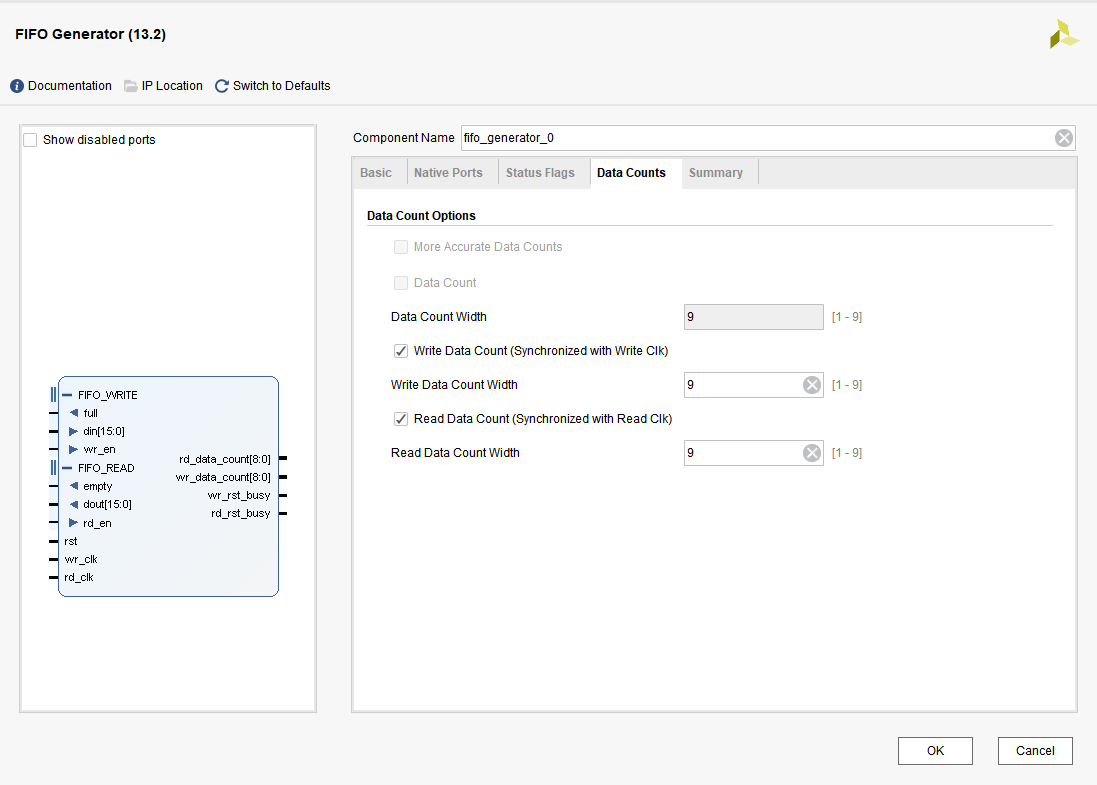 FIFO Generator (13.2)
Documentation IP Location Switch to Defaults
Show disabled ports
FIFO_WRITE
full
din[15:0]
wr_en
FIFO_READ
empty
dout[15:0]
rd_en
rst
wr_clk
rd_clk
rd_data_count[8:0]
wr_data_count[8:0]
wr_rst_busy
rd_rst_busy
Component Name fifo_generator_0
Basic Native Ports Status Flags Data Counts Summary
Data Count Options
More Accurate Data Counts
Data Count
Data Count Width 9 [1 - 9]
Write Data Count (Synchronized with Write Clk)
Write Data Count Width 9 [1 - 9]
Read Data Count (Synchronized with Read Clk)
Read Data Count Width 9 [1 - 9]
OK Cancel